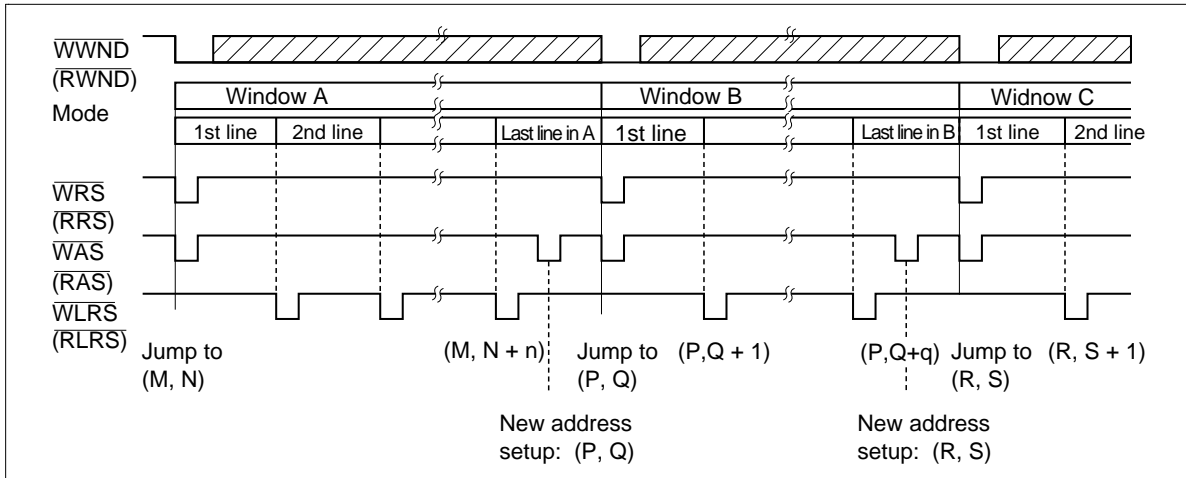 WWND
(RWND)
Mode
Window A Window B Widnow C
1st line 2nd line Last line in A 1st line Last line in B 1st line 2nd line
WRS
(RRS)
WAS
(RAS)
WLRS
(RLRS)
Jump to (M, N)
(M, N + n)
Jump to (P, Q)
(P,Q + 1)
(P,Q+q)
Jump to (R, S)
(R, S + 1)
New address
setup: (P, Q)
New address
setup: (R, S)